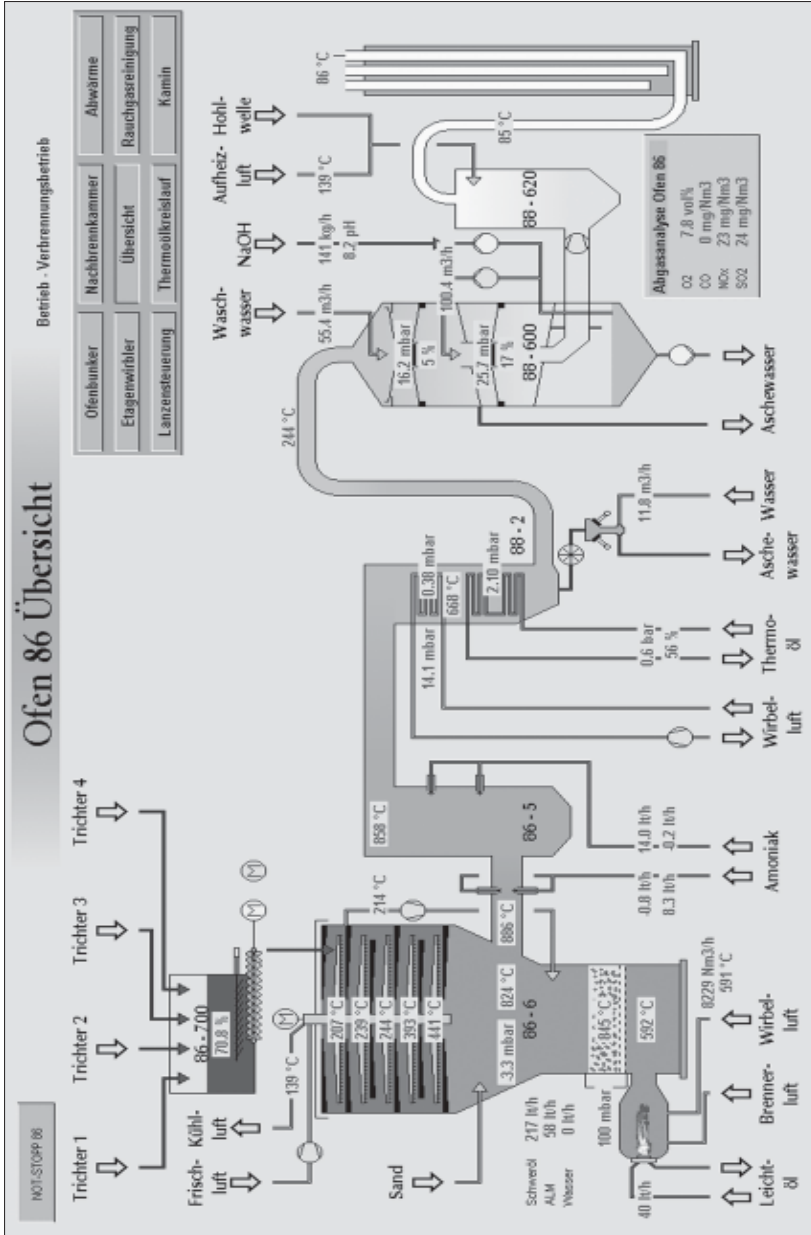 Ofen 86 Übersicht
Betrieb - Verbrennungsbetrieb
NOT-STOPP 86
Ofenbunker
Nachbrennkammer
Abwärme
Etagenwirbler
Übersicht
Rauchgasreinigung
Lanzensteuerung
Thermoölkreislauf
Kamin
Trichter 1
Trichter 2
Trichter 3
Trichter 4
86 - 700
70.8 %
M
M
M
Frisch-
luft
Kühl-
luft
139 °C
214 °C
207 °C
239 °C
244 °C
393 °C
441 °C
Sand
-3.3 mbar
824 °C
86 - 6
886 °C
Schweröl
217 lt/h
ALM
58 lt/h
Wasser
0 lt/h
100 mbar
845 °C
592 °C
40 lt/h
Leicht-
öl
Brenner-
luft
Wirbel-
luft
8229 Nm3/h
591 °C
858 °C
86 - 5
-0.8 lt/h
8.3 lt/h
14.0 lt/h
-0.2 lt/h
Amoniak
14.1 mbar
0.38 mbar
668 °C
2.10 mbar
88 - 2
Wirbel-
luft
0.6 bar
56 %
Thermo-
öl
11.8 m3/h
Asche-
wasser
Wasser
244 °C
Wasch-
wasser
55.4 m3/h
NaOH
141 kg/h
8.2 pH
Aufheiz-
luft
139 °C
Hohl-
welle
16.2 mbar
5 %
100.4 m3/h
25.7 mbar
17 %
88 - 600
88 - 620
85 °C
86 °C
Aschewasser
Abgasanalyse Ofen 86
O2 7.8 vol%
CO 0 mg/Nm3
NOx 23 mg/Nm3
SO2 24 mg/Nm3